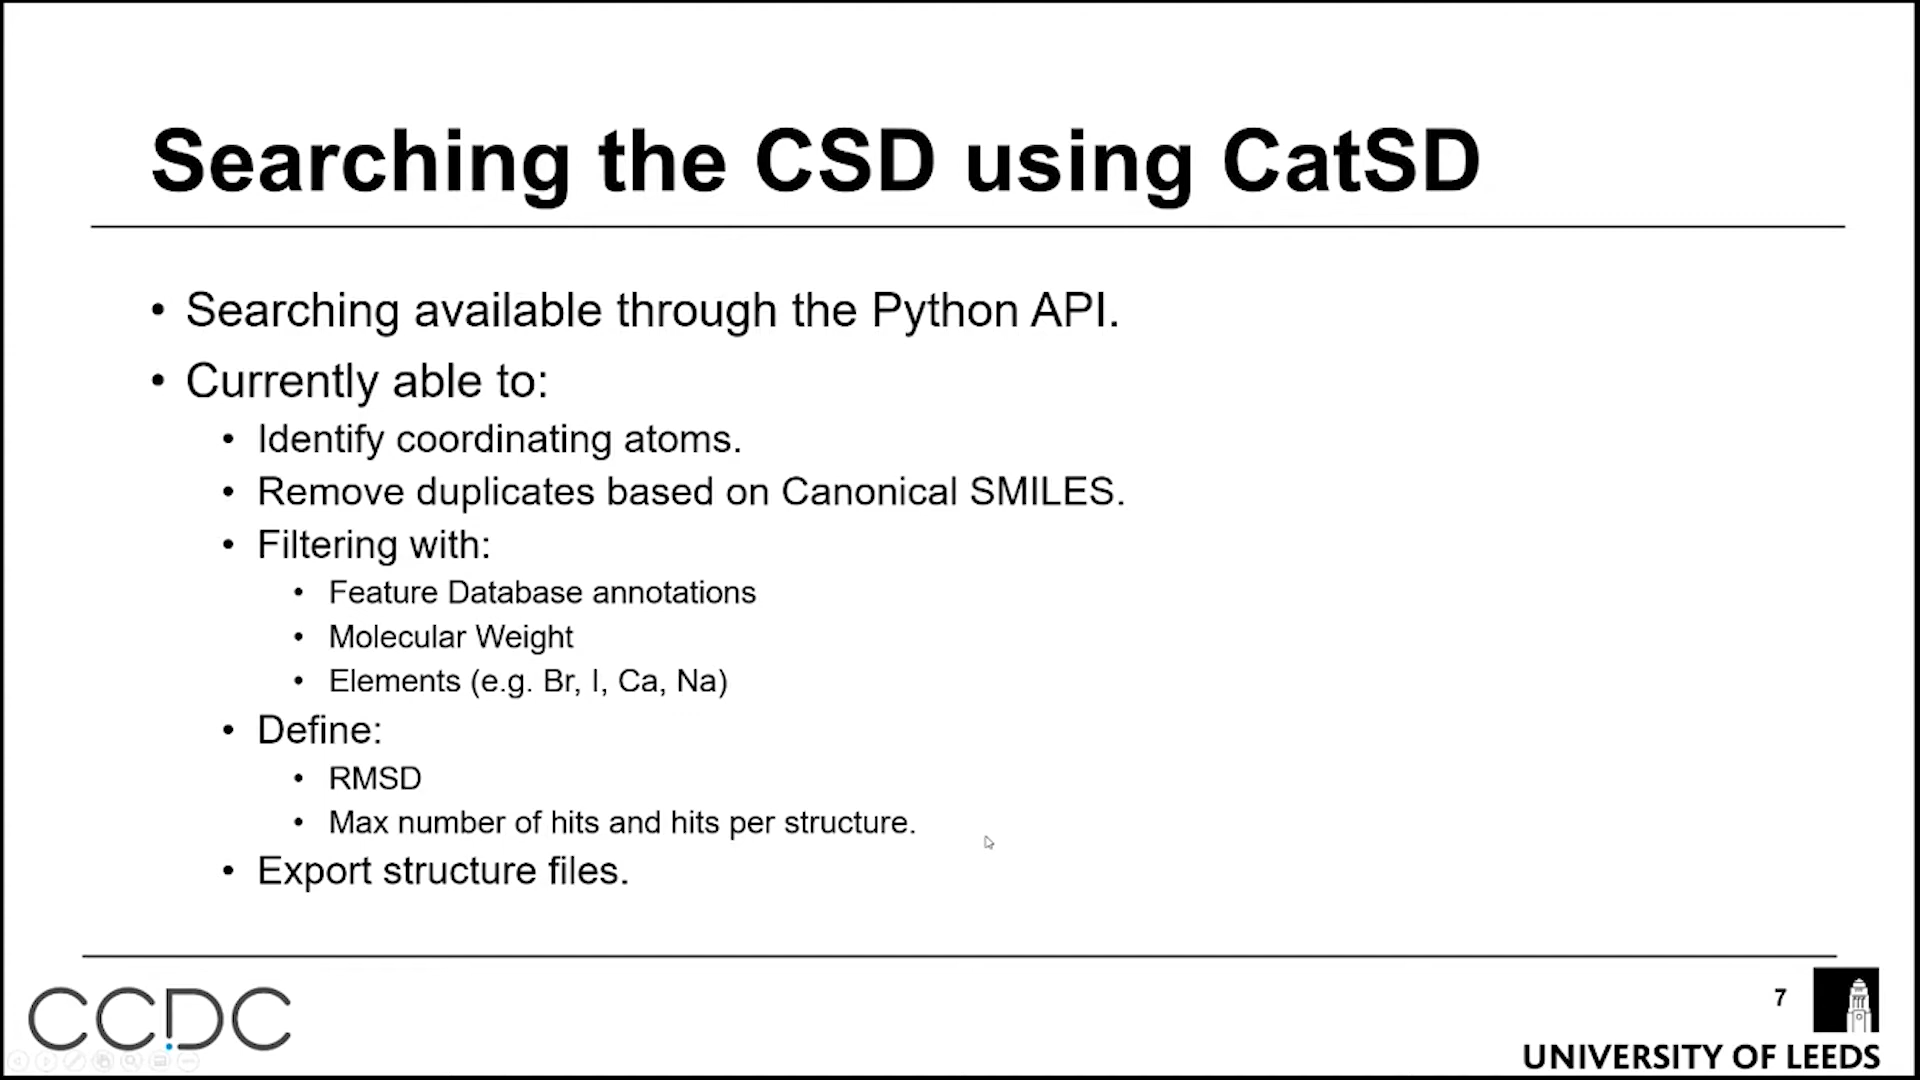 Searching the CSD using CatSD
• Searching available through the Python API.
• Currently able to:
• Identify coordinating atoms.
• Remove duplicates based on Canonical SMILES.
• Filtering with:
• Feature Database annotations
• Molecular Weight
• Elements (e.g. Br, I, Ca, Na)
• Define:
• RMSD
• Max number of hits and hits per structure.
• Export structure files.
CCDC
7
UNIVERSITY OF LEEDS